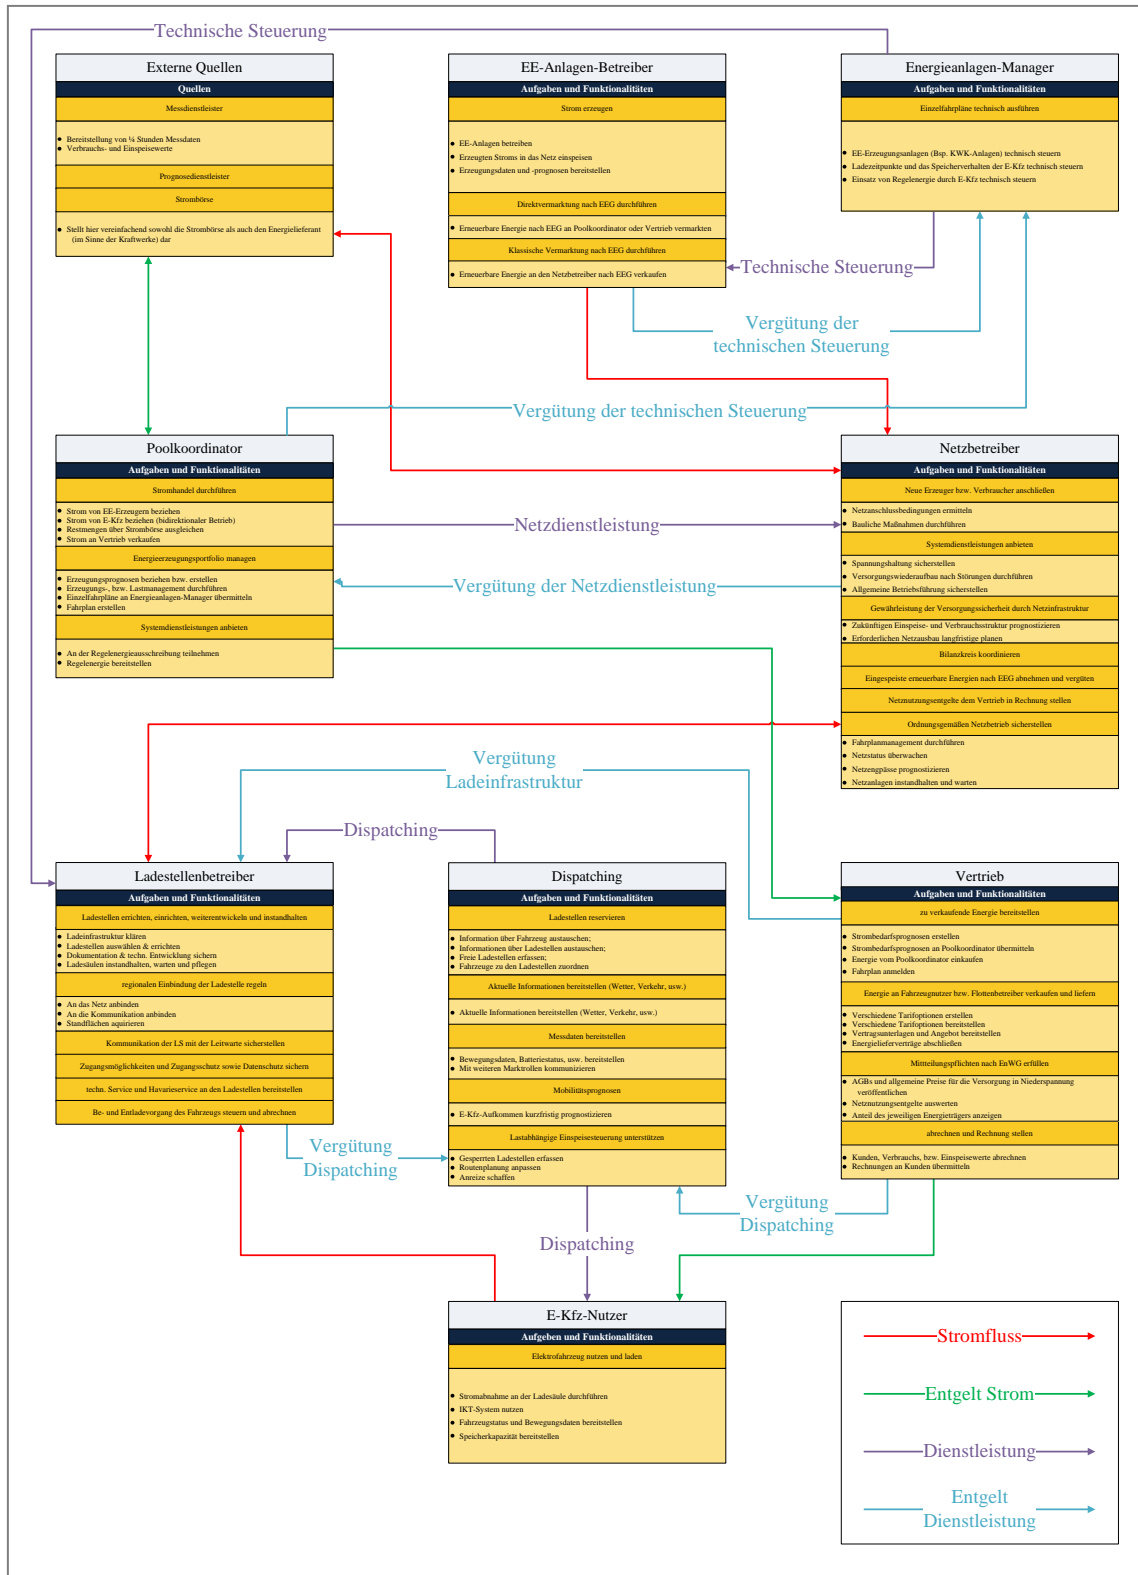 Technische Steuerung
Externe Quellen
Quellen
Messdienstleister
● Bereitstellung von ¼ Stunden Messdaten
● Verbrauchs- und Einspeisewerte
Prognosedienstleister
Strombörse
● Stellt hier vereinfachend sowohl die Strombörse als auch den Energielieferant
(im Sinne der Kraftwerke) dar
EE-Anlagen-Betreiber
Aufgaben und Funktionalitäten
Strom erzeugen
● EE-Anlagen betreiben
● Erzeugten Stroms in das Netz einspeisen
● Erzeugungsdaten und -prognosen bereitstellen
Direktvermarktung nach EEG durchführen
● Erneuerbare Energie nach EEG an Poolkoordinator oder Vertrieb vermarkten
Klassische Vermarktung nach EEG durchführen
● Erneuerbare Energie an den Netzbetreiber nach EEG verkaufen
Energieanlagen-Manager
Aufgaben und Funktionalitäten
Einzelfahrpläne technisch ausführen
● EE-Erzeugungsanlagen (Bsp. KWK-Anlagen) technisch steuern
● Ladezeitpunkte und das Speicherverhalten der E-Kfz technisch steuern
● Einsatz von Regelenergie durch E-Kfz technisch steuern
Technische Steuerung
Vergütung der
technischen Steuerung
Vergütung der technischen Steuerung
Poolkoordinator
Aufgaben und Funktionalitäten
Stromhandel durchführen
● Strom von EE-Erzeugern beziehen
● Strom von E-Kfz beziehen (bidirektionaler Betrieb)
● Restmengen über Strombörse ausgleichen
● Strom an Vertrieb verkaufen
Energieerzeugungsportfolio managen
● Erzeugungsprognosen beziehen bzw. erstellen
● Erzeugungs-, bzw. Lastmanagement durchführen
● Einzelfahrpläne an Energieanlagen-Manager übermitteln
● Fahrplan erstellen
Systemdienstleistungen anbieten
● An der Regelenergieausschreibung teilnehmen
● Regelenergie bereitstellen
Netzdienstleistung
Vergütung der Netzdienstleistung
Netzbetreiber
Aufgaben und Funktionalitäten
Neue Erzeuger bzw. Verbraucher anschließen
● Netzanschlussbedingungen ermitteln
● Bauliche Maßnahmen durchführen
Systemdienstleistungen anbieten
● Spannungshaltung sicherstellen
● Versorgungswiederaufbau nach Störungen durchführen
● Allgemeine Betriebsführung sicherstellen
Gewährleistung der Versorgungssicherheit durch Netzinfrastruktur
● Zukünftigen Einspeise- und Verbrauchsstruktur prognostizieren
● Erforderlichen Netzausbau langfristige planen
Bilanzkreis koordinieren
Eingespeiste erneuerbare Energien nach EEG abnehmen und vergüten
Netznutzungsentgelte dem Vertrieb in Rechnung stellen
Ordnungsgemäßen Netzbetrieb sicherstellen
● Fahrplanmanagement durchführen
● Netzstatus überwachen
● Netzengpässe prognostizieren
● Netzanlagen instandhalten und warten
Vergütung
Ladeinfrastruktur
Dispatching
Ladestellenbetreiber
Aufgaben und Funktionalitäten
Ladestellen errichten, einrichten, weiterentwickeln und instandhalten
● Ladeinfrastruktur klären
● Ladestellen auswählen & errichten
● Dokumentation & techn. Entwicklung sichern
● Ladesäulen instandhalten, warten und pflegen
regionalen Einbindung der Ladestelle regeln
● An das Netz anbinden
● An die Kommunikation anbinden
● Standflächen aquirieren
Kommunikation der LS mit der Leitwarte sicherstellen
Zugangsmöglichkeiten und Zugangsschutz sowie Datenschutz sichern
techn. Service und Havarieservice an den Ladestellen bereitstellen
Be- und Entladevorgang des Fahrzeugs steuern und abrechnen
Dispatching
Aufgaben und Funktionalitäten
Ladestellen reservieren
● Information über Fahrzeug austauschen;
● Informationen über Ladestellen austauschen;
● Freie Ladestellen erfassen;
● Fahrzeuge zu den Ladestellen zuordnen
Aktuelle Informationen bereitstellen (Wetter, Verkehr, usw.)
● Aktuelle Informationen bereitstellen (Wetter, Verkehr, usw.)
Messdaten bereitstellen
● Bewegungsdaten, Batteriestatus, usw. bereitstellen
● Mit weiteren Marktrollen kommunizieren
Mobilitätsprognosen
● E-Kfz-Aufkommen kurzfristig prognostizieren
Lastabhängige Einspeisesteuerung unterstützen
● Gesperrten Ladestellen erfassen
● Routenplanung anpassen
● Anreize schaffen
Vertrieb
Aufgaben und Funktionalitäten
zu verkaufende Energie bereitstellen
● Strombedarfsprognosen erstellen
● Strombedarfsprognosen an Poolkoordinator übermitteln
● Energie vom Poolkoordinator einkaufen
● Fahrplan anmelden
Energie an Fahrzeugnutzer bzw. Flottenbetreiber verkaufen und liefern
● Verschiedene Tarifoptionen erstellen
● Verschiedene Tarifoptionen bereitstellen
● Vertragsunterlagen und Angebot bereitstellen
● Energielieferverträge abschließen
Mittteilungspflichten nach EnWG erfüllen
● AGBs und allgemeine Preise für die Versorgung in Niederspannung
veröffentlichen
● Netznutzungsentgelte auswerten
● Anteil des jeweiligen Energieträgers anzeigen
abrechnen und Rechnung stellen
● Kunden, Verbrauchs, bzw. Einspeisewerte abrechnen
● Rechnungen an Kunden übermitteln
Vergütung
Dispatching
Vergütung
Dispatching
Dispatching
E-Kfz-Nutzer
Aufgeben und Funktionalitäten
Elektrofahrzeug nutzen und laden
● Stromabnahme an der Ladesäule durchführen
● IKT-System nutzen
● Fahrzeugstatus und Bewegungsdaten bereitstellen
● Speicherkapazität bereitstellen
Stromfluss
Entgelt Strom
Dienstleistung
Entgelt
Dienstleistung